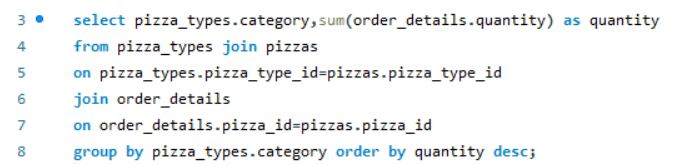 3 select pizza_types.category,sum(order_details.quantity) as quantity
4 from pizza_types join pizzas
5 on pizza_types.pizza_type_id=pizzas.pizza_type_id
6 join order_details
7 on order_details.pizza_id=pizzas.pizza_id
8 group by pizza_types.category order by quantity desc;